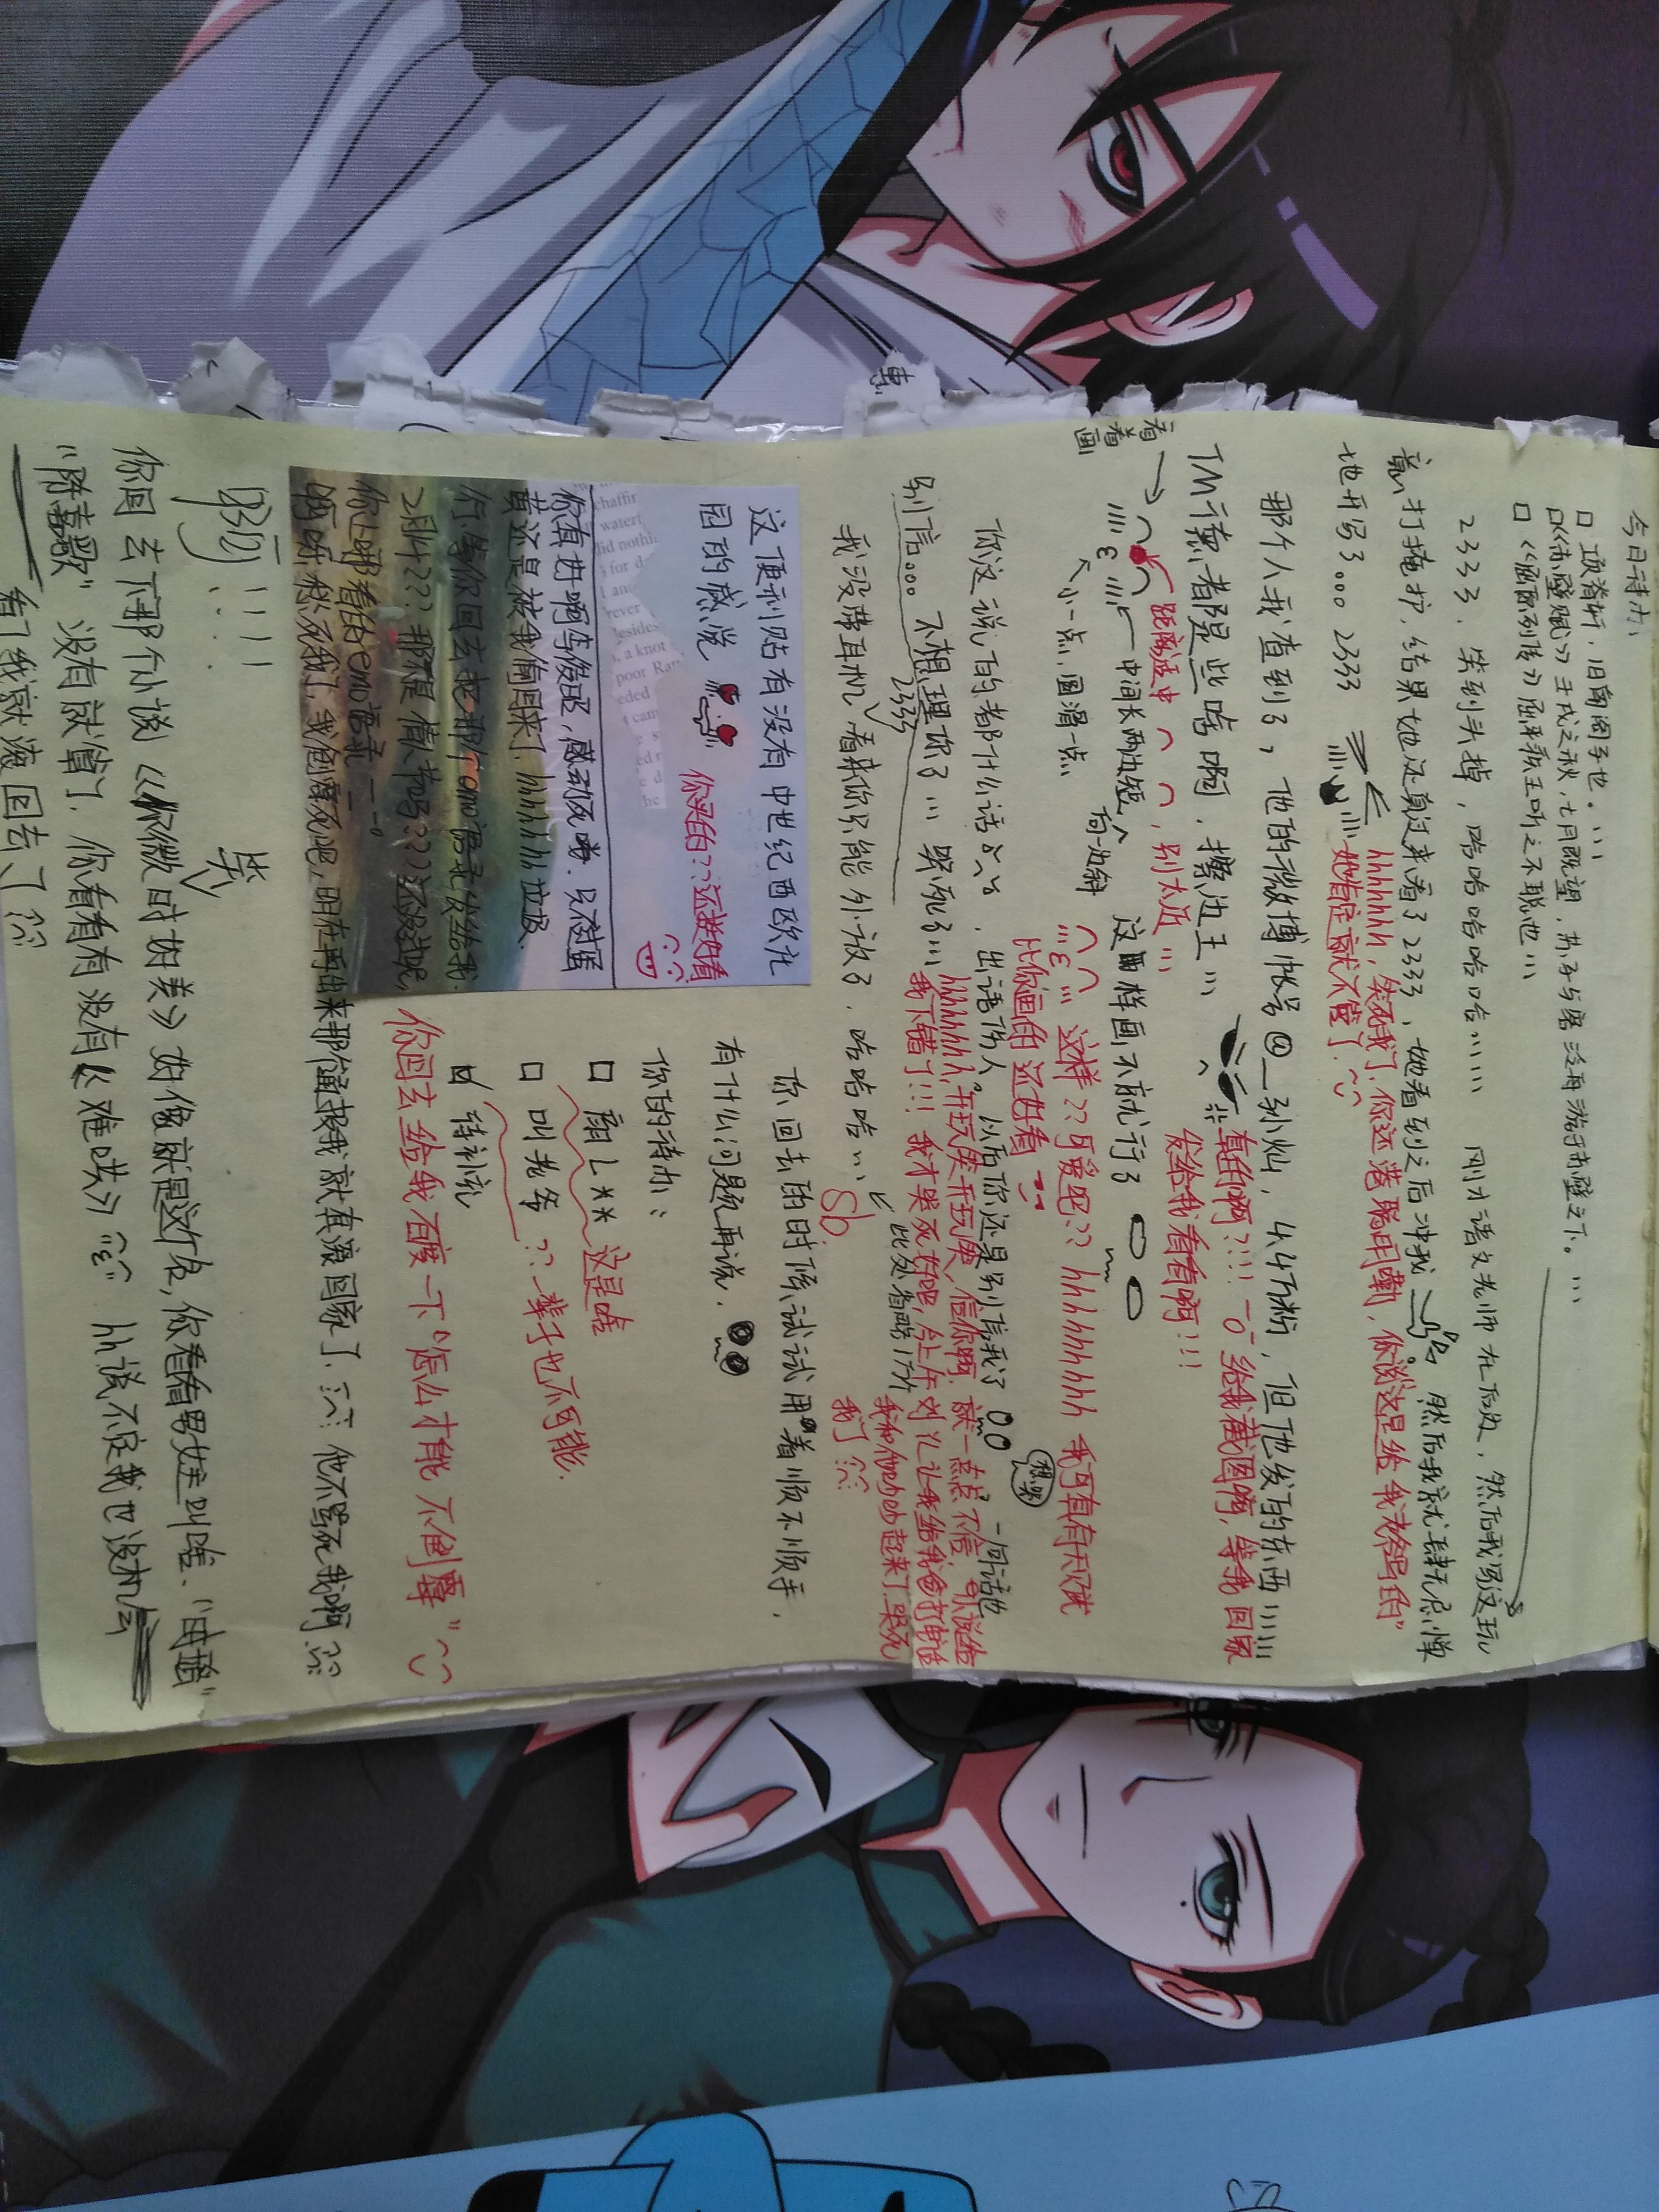 今日待办:
□ 项脊轩，旧南阁子也。...
□《赤壁赋》壬戌之秋，七月既望，苏子与客泛舟游于赤壁之下。...
□《屈原列传》屈平疾王听之不聪也...
2333，笑到头掉，哈哈哈哈哈...... 刚才语文老师在后边，然后我写这玩
意打掩护，结果她还真过来看了2333，她看到之后冲我 然后我就肆无忌惮
地开写了。。。2333
hhhhhhh，笑死我了，你还港聪明嘞，你说"这是给我老爷写的"
她肯定就不管了.
那个人我查到了，他的微博帐号@_孙灿，4.4万粉，但他发的东西......
TM德都是些啥啊，擦边王...
真的啊？!!! 给我截图啊，等我回家
发给我看看啊!!!
看着画
距离适中 ，别太近...
中间长两边短
向一边斜
小一点，圆滑一点
这样画不就行了
这样??可爱吧?? hhhhhhhhh 我可真有天赋
比你画的还好看
想哭
你这说的都什么话 ，出语伤人。以后你还是别信我了 ，一句话也
别信。。。不想理你了... 哭死了...
hhhhhhhh,开玩笑开玩笑，信你啊，就一点点不信，
我下错了!!! 我才哭死好吧，今上午刘丫让我给我爸打电话
我和他吵吵起来了，哭死
我了
此处省略1万个
sb.
2333
我没带耳机 看来你只能外放了，哈哈哈...
这便利贴有没有中世纪西欧庄
园的感觉
你买的??还挺好看
你真好啊李俊昭，感动死 ，只不过蛋
黄还是被我偷回来了，hhhhhhh 垃圾.
行.等你回去把那个emo语录发给我.
2月14??? 那不是情人节吗??? 还没过呢，
你上哪看的emo语录
啊 愁死我了，我倒霉死吧，现在再出来那个通报我就真滚回家了. 他不骂死我啊
你回去的时候试试用着顺不顺手，
有什么问题再说.
你的待办：
□ L** 这是啥
□ 叫老爷 ??一辈子也不可能.
☑ 待补充
你回去给我百度一下"怎么才能不倒霉"
啊!!!!
笑
你回去下那个小说《你微时好美》好像就是这个名，你看看男女主叫啥. "时瑶"
"陈嘉歌" 没有就算了. 你看看有没有《难哄》 hh说不定我也没机会
看了我就滚回去了